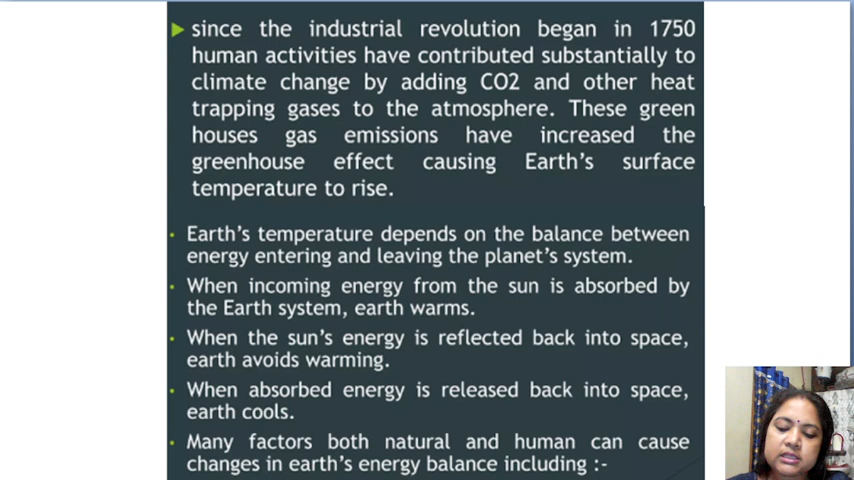 since the industrial revolution began in 1750
human activities have contributed substantially to
climate change by adding CO2 and other heat
trapping gases to the atmosphere. These green
houses gas emissions have increased the
greenhouse effect causing Earth's surface
temperature to rise.
Earth's temperature depends on the balance between
energy entering and leaving the planet's system.
When incoming energy from the sun is absorbed by
the Earth system, earth warms.
When the sun's energy is reflected back into space,
earth avoids warming.
When absorbed energy is released back into space,
earth cools.
Many factors both natural and human can cause
changes in earth's energy balance including :-